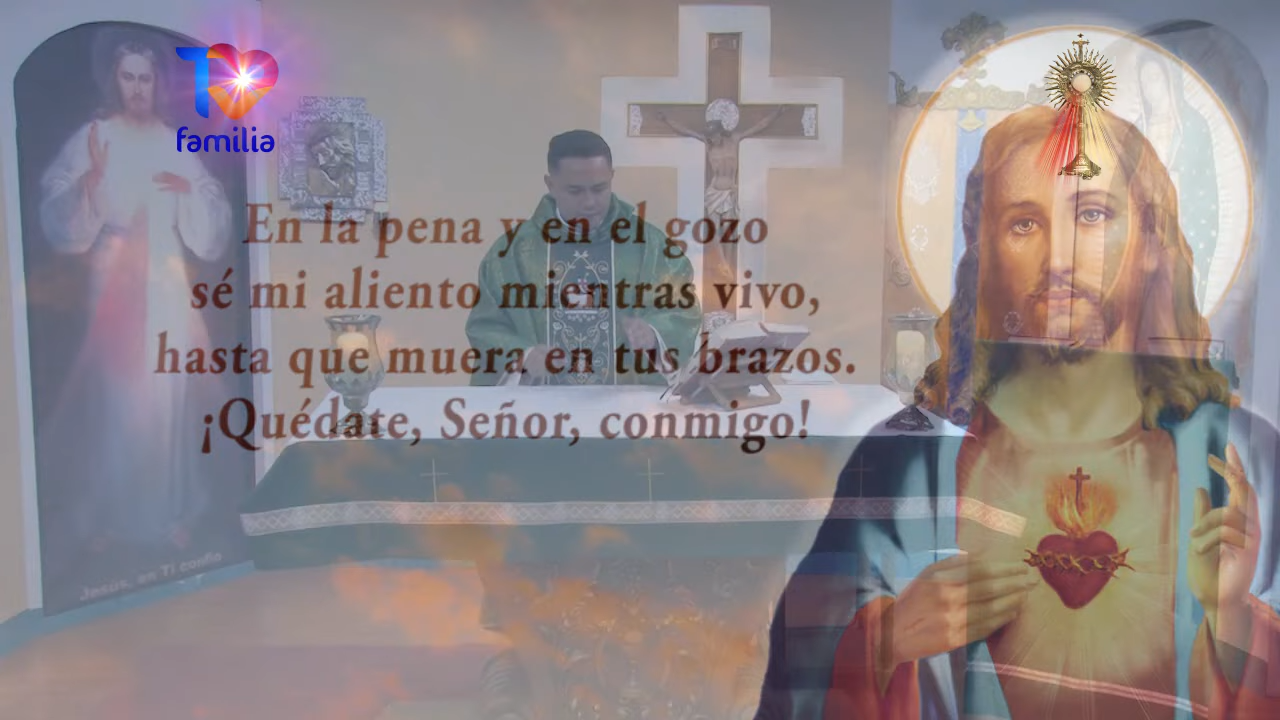 TV
familia
En la pena y en el gozo
sé mi aliento mientras vivo,
hasta que muera en tus brazos.
¡Quédate, Señor, conmigo!
Jesús, en Ti confío